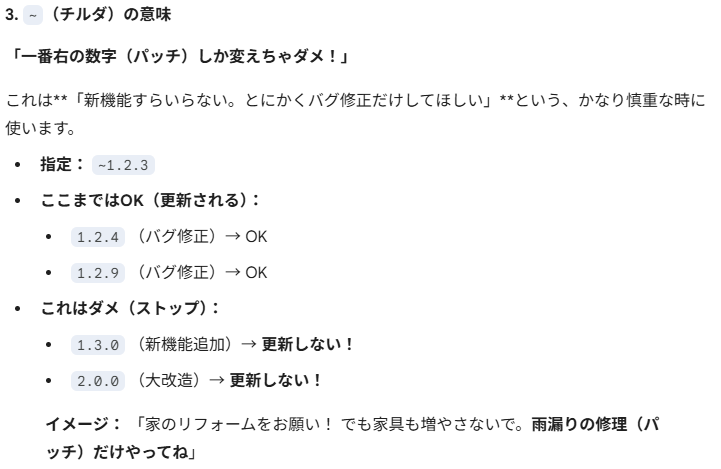 3. ~ （チルダ）の意味
「一番右の数字（パッチ）しか変えちゃダメ！」
これは**「新機能すらいらない。とにかくバグ修正だけしてほしい」**という、かなり慎重な時に
使います。
• 指定： ~1.2.3
• ここまではOK（更新される）：
• 1.2.4 （バグ修正）→ OK
• 1.2.9 （バグ修正）→ OK
• これはダメ（ストップ）：
• 1.3.0 （新機能追加）→ 更新しない！
• 2.0.0 （大改造）→ 更新しない！
イメージ： 「家のリフォームをお願い！ でも家具も増やさないで。雨漏りの修理（パ
ッチ）だけやってね」